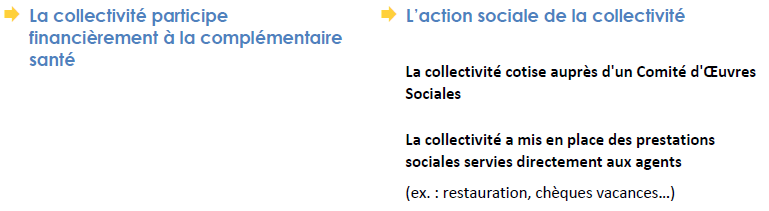 La collectivité participe
financièrement à la complémentaire
santé
L'action sociale de la collectivité
La collectivité cotise auprès d'un Comité d'Œuvres
Sociales
La collectivité a mis en place des prestations
sociales servies directement aux agents
(ex. : restauration, chèques vacances…)